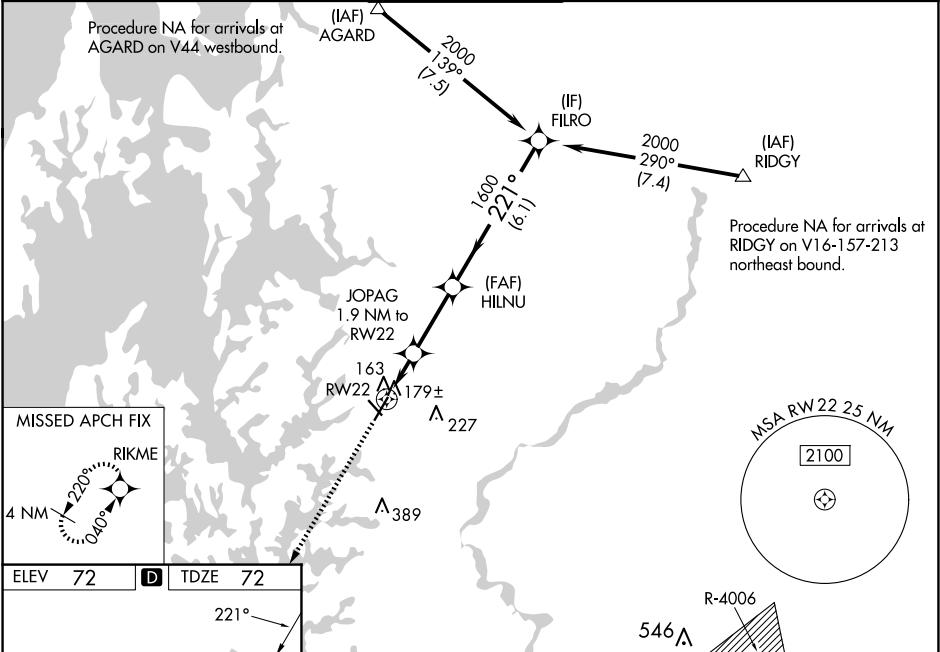 Procedure NA for arrivals at
AGARD on V44 westbound.
(IAF)
AGARD
2000
139°
(7.5)
(IF)
FILRO
2000
290°
(7.4)
(IAF)
RIDGY
1600
221°
(6.1)
Procedure NA for arrivals at
RIDGY on V16-157-213
northeast bound.
(FAF)
HILNU
JOPAG
1.9 NM to
RW22
163
RW22
179±
227
389
MISSED APCH FIX
RIKME
220°
4 NM
040°
MSA RW22 25 NM
2100
ELEV 72 D TDZE 72
221°
R-4006
546